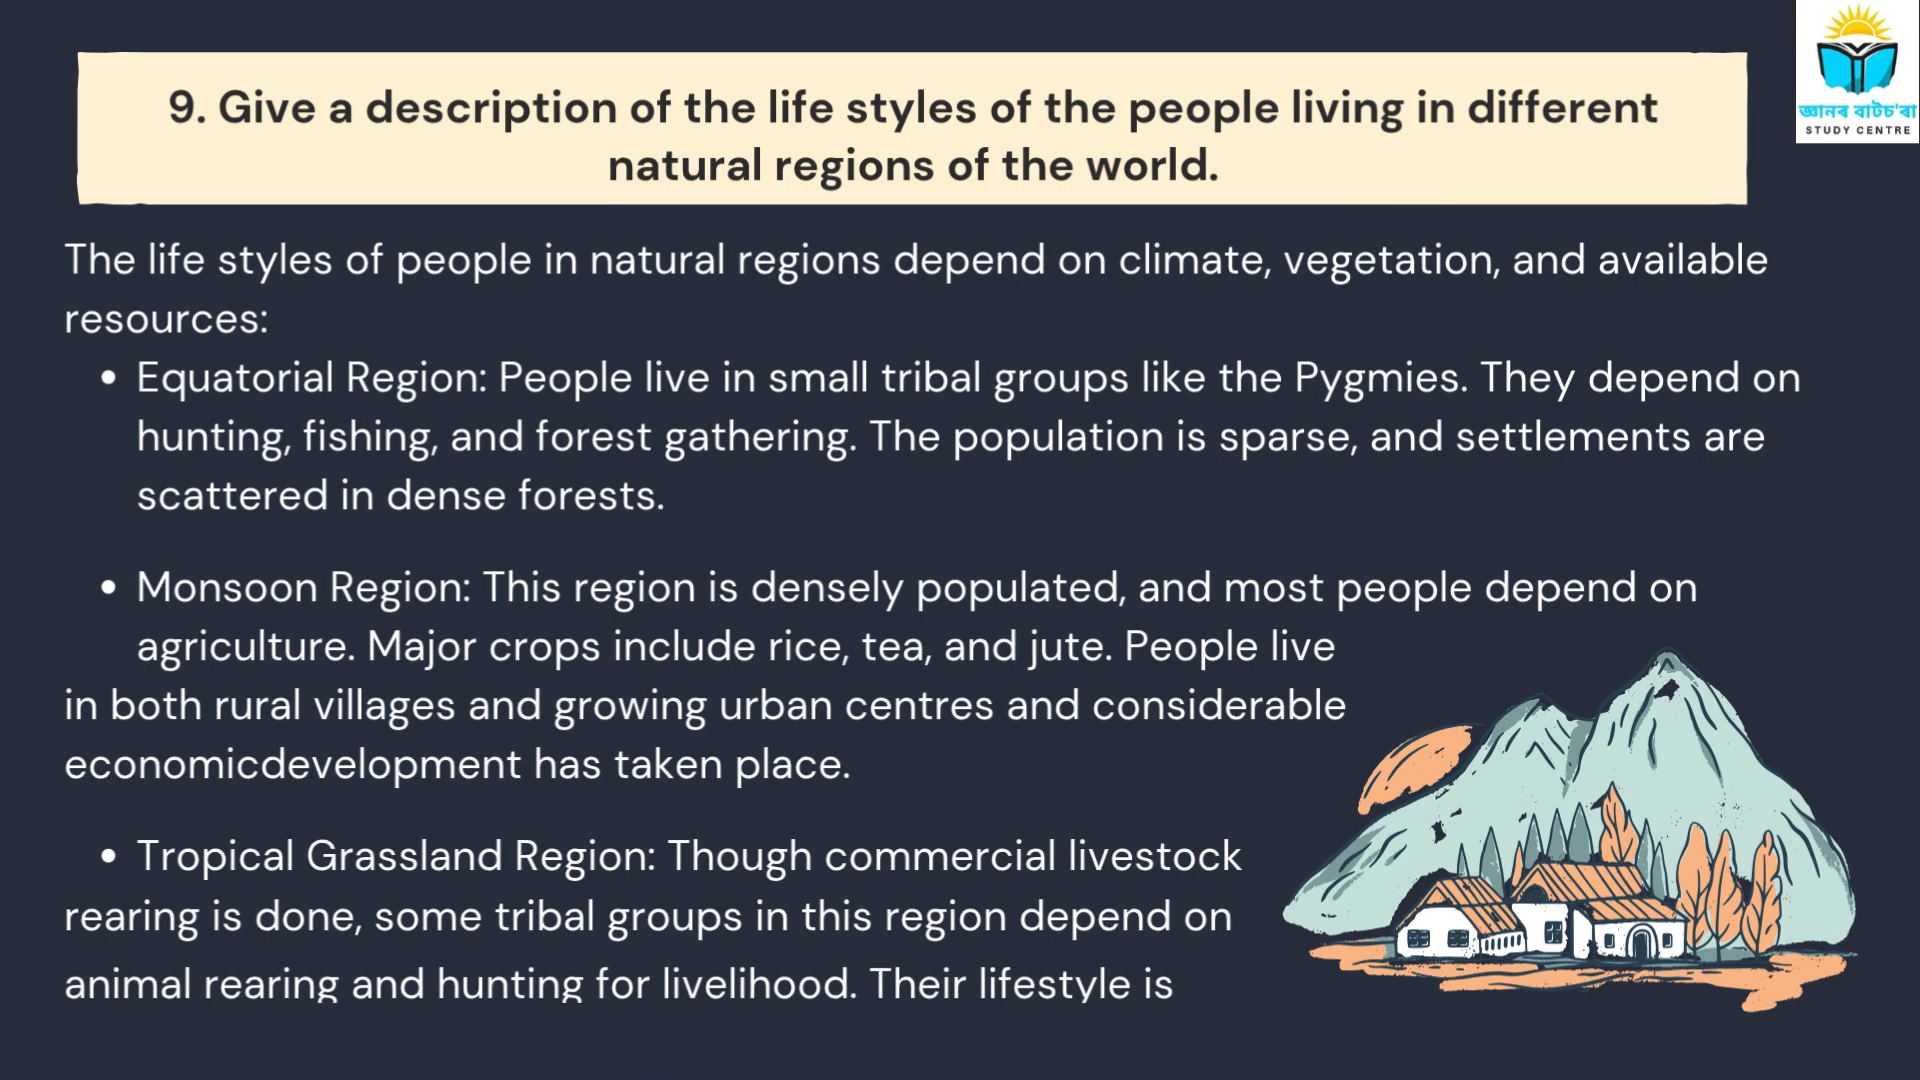 জ্ঞানৰ বাটচ'ৰা
STUDY CENTRE
9. Give a description of the life styles of the people living in different
natural regions of the world.
The life styles of people in natural regions depend on climate, vegetation, and available
resources:
• Equatorial Region: People live in small tribal groups like the Pygmies. They depend on
hunting, fishing, and forest gathering. The population is sparse, and settlements are
scattered in dense forests.
• Monsoon Region: This region is densely populated, and most people depend on
agriculture. Major crops include rice, tea, and jute. People live
in both rural villages and growing urban centres and considerable
economicdevelopment has taken place.
• Tropical Grassland Region: Though commercial livestock
rearing is done, some tribal groups in this region depend on
animal rearing and hunting for livelihood. Their lifestyle is